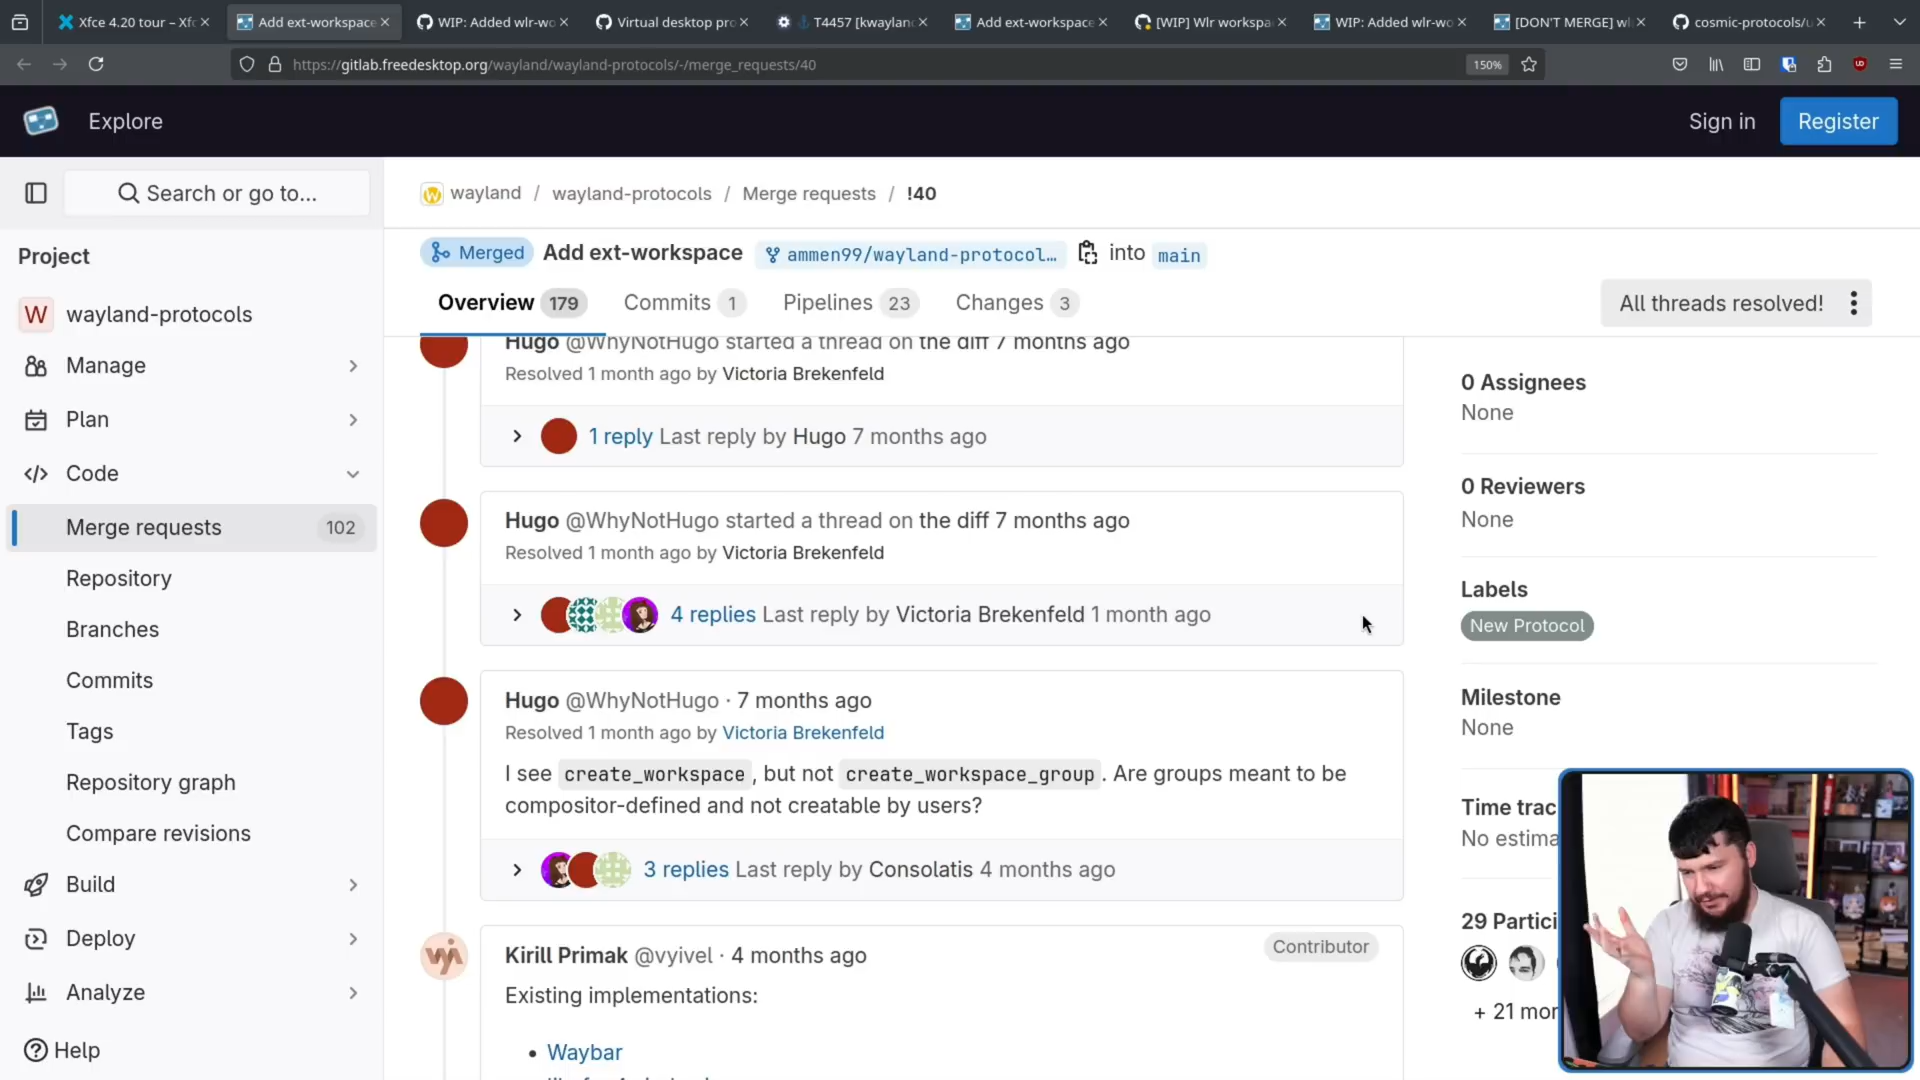 Xfce 4.20 tour – Xfc
Add ext-workspace
WIP: Added wlr-wo
Virtual desktop pro
T4457 [kwaylan
Add ext-workspace
[WIP] Wlr workspa
WIP: Added wlr-wo
[DON'T MERGE] wl
cosmic-protocols/u
https://gitlab.freedesktop.org/wayland/wayland-protocols/-/merge_requests/40
150%
Explore
Sign in
Register
Search or go to...
wayland / wayland-protocols / Merge requests / !40
Project
Merged Add ext-workspace ammen99/wayland-protocol… into main
W wayland-protocols
Overview 179 Commits 1 Pipelines 23 Changes 3
All threads resolved!
Manage
Plan
Code
Merge requests 102
Repository
Branches
Commits
Tags
Repository graph
Compare revisions
Build
Deploy
Analyze
Help
Hugo @WhyNotHugo started a thread on the diff 7 months ago
Resolved 1 month ago by Victoria Brekenfeld
1 reply Last reply by Hugo 7 months ago
Hugo @WhyNotHugo started a thread on the diff 7 months ago
Resolved 1 month ago by Victoria Brekenfeld
4 replies Last reply by Victoria Brekenfeld 1 month ago
Hugo @WhyNotHugo · 7 months ago
Resolved 1 month ago by Victoria Brekenfeld
I see create_workspace, but not create_workspace_group. Are groups meant to be
compositor-defined and not creatable by users?
3 replies Last reply by Consolatis 4 months ago
Kirill Primak @vyivel · 4 months ago
Contributor
Existing implementations:
• Waybar
0 Assignees
None
0 Reviewers
None
Labels
New Protocol
Milestone
None
Time trac
No estima
29 Partici
+ 21 mor